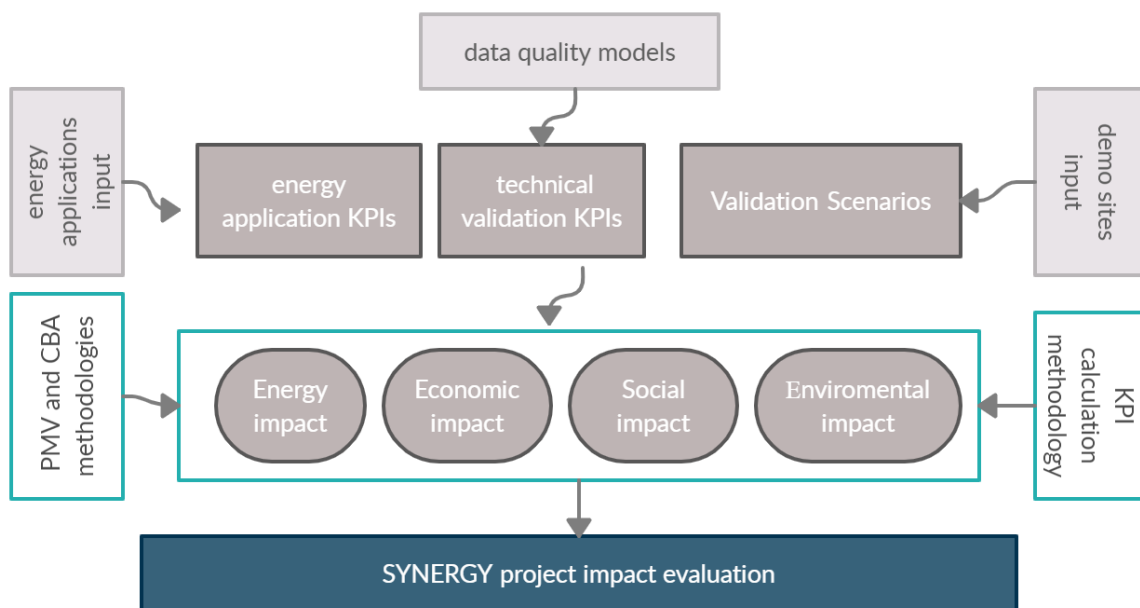 data quality models
energy
applications
input
energy
application KPIs
technical
validation KPIs
Validation Scenarios
demo sites
input
PMV and CBA
methodologies
Energy
impact
Economic
impact
Social
impact
Enviromental
impact
KPI
calculation
methodology
SYNERGY project impact evaluation